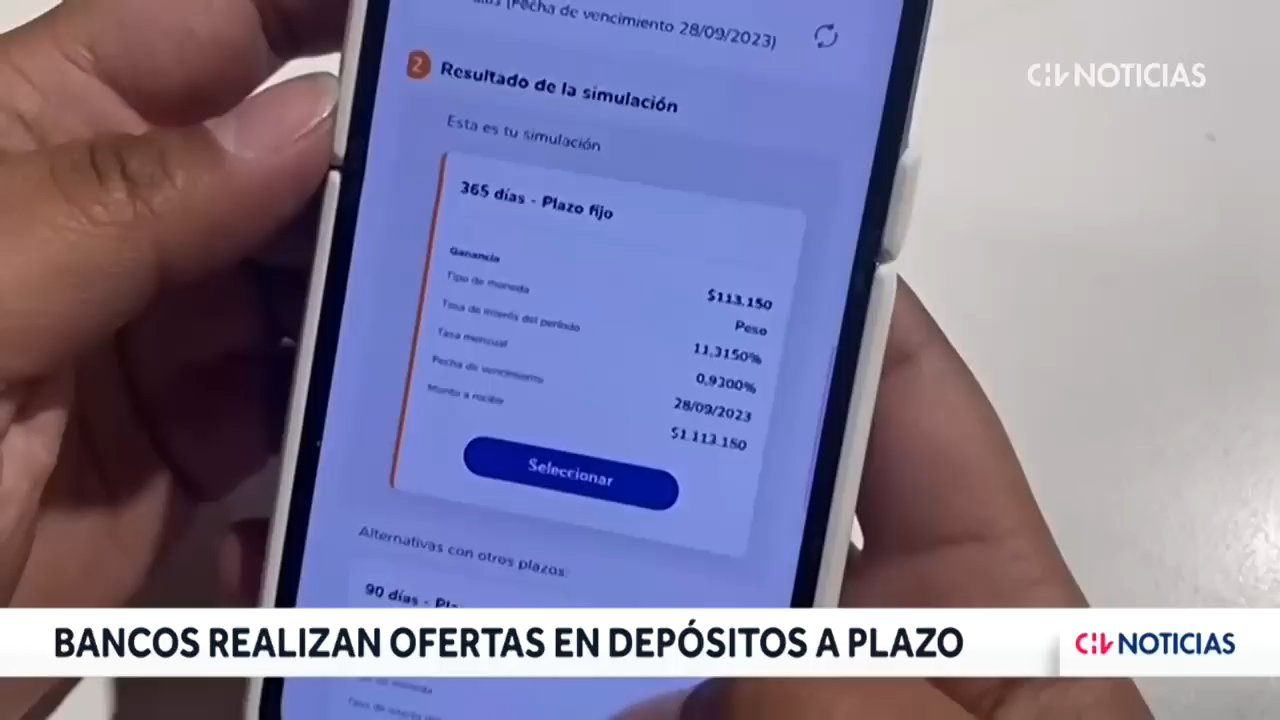 (Fecha de vencimiento 28/09/2023)
CHV NOTICIAS
2 Resultado de la simulación
Esta es tu simulación
365 días - Plazo fijo
Ganancia $113.150
Tipo de moneda Peso
Tasa de interés del período 11,3150%
Tasa mensual 0,9300%
Fecha de vencimiento 28/09/2023
Monto a recibir $1.113.150
Seleccionar
Alternativas con otros plazos:
90 días -
BANCOS REALIZAN OFERTAS EN DEPÓSITOS A PLAZO
CHV NOTICIAS